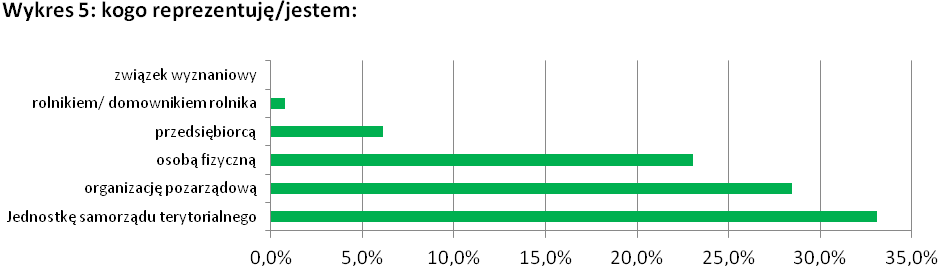 Wykres 5: kogo reprezentuję/jestem:
związek wyznaniowy
rolnikiem/ domownikiem rolnika
przedsiębiorcą
osobą fizyczną
organizację pozarządową
Jednostkę samorządu terytorialnego
0,0% 5,0% 10,0% 15,0% 20,0% 25,0% 30,0% 35,0%